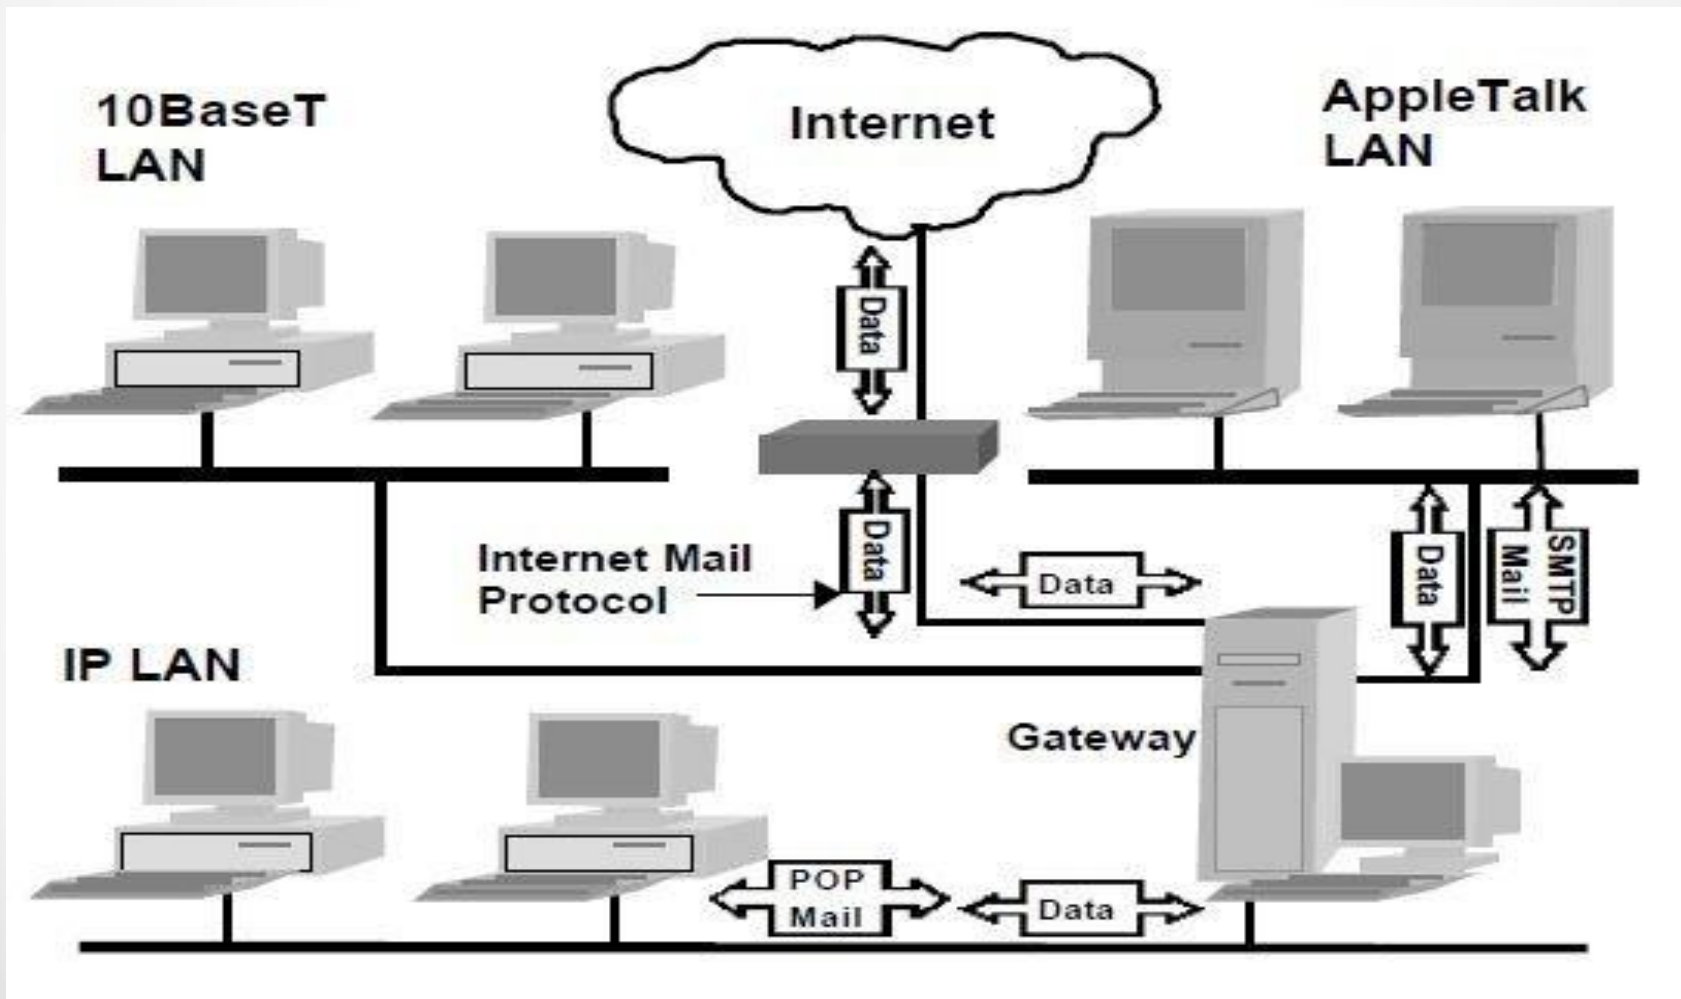 10BaseT
LAN
Internet
AppleTalk
LAN
Data
Data
Internet Mail
Protocol
Data
Data
SMTP
Mail
IP LAN
Gateway
POP
Mail
Data